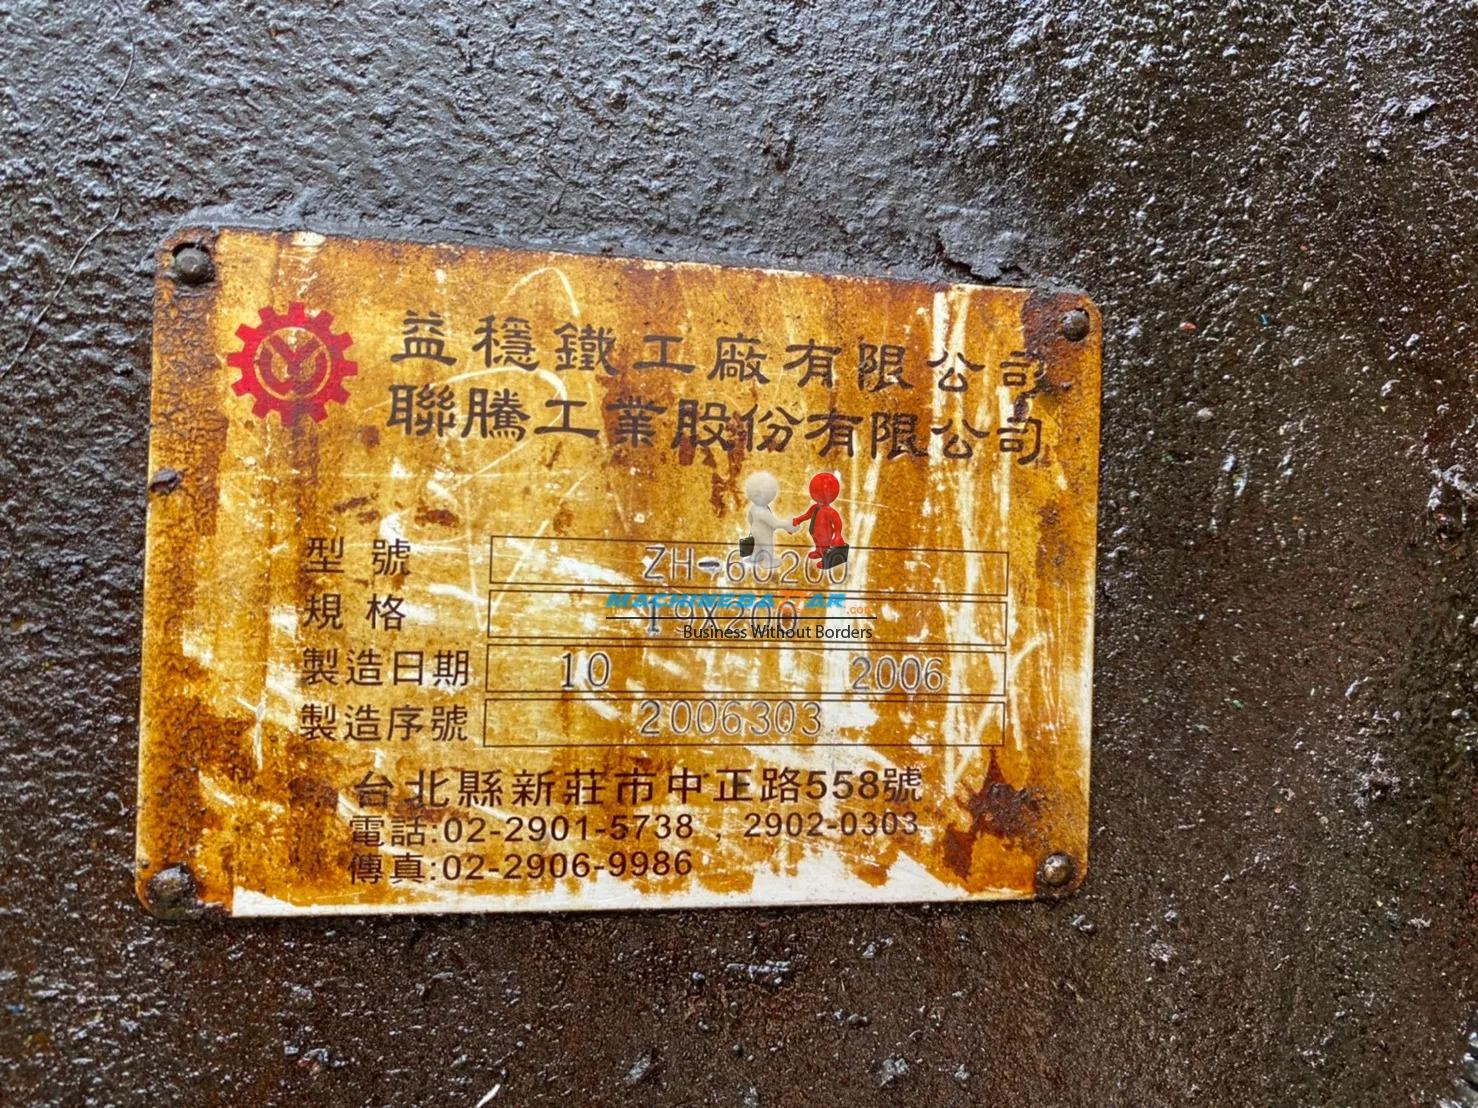 益穩鐵工廠有限公司
聯騰工業股份有限公司
型號 ZH-60200
規格 19X200
製造日期 10 2006
製造序號 2006303
台北縣新莊市中正路558號
電話:02-2901-5738 , 2902-0303
傳真:02-2906-9986
MACHINEBAZZAR.com
Business Without Borders